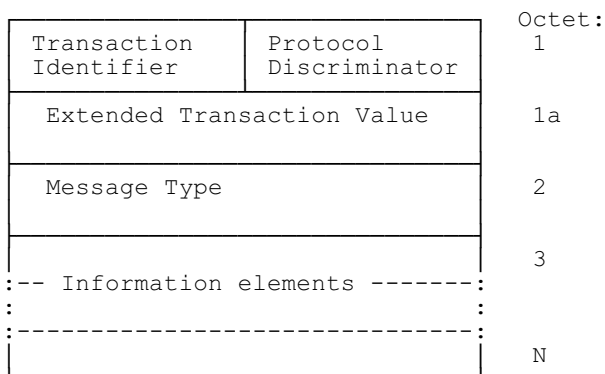 Octet:
Transaction Protocol 1
Identifier Discriminator
Extended Transaction Value 1a
Message Type 2
3
:-- Information elements -------:
: :
:-------------------------------:
N